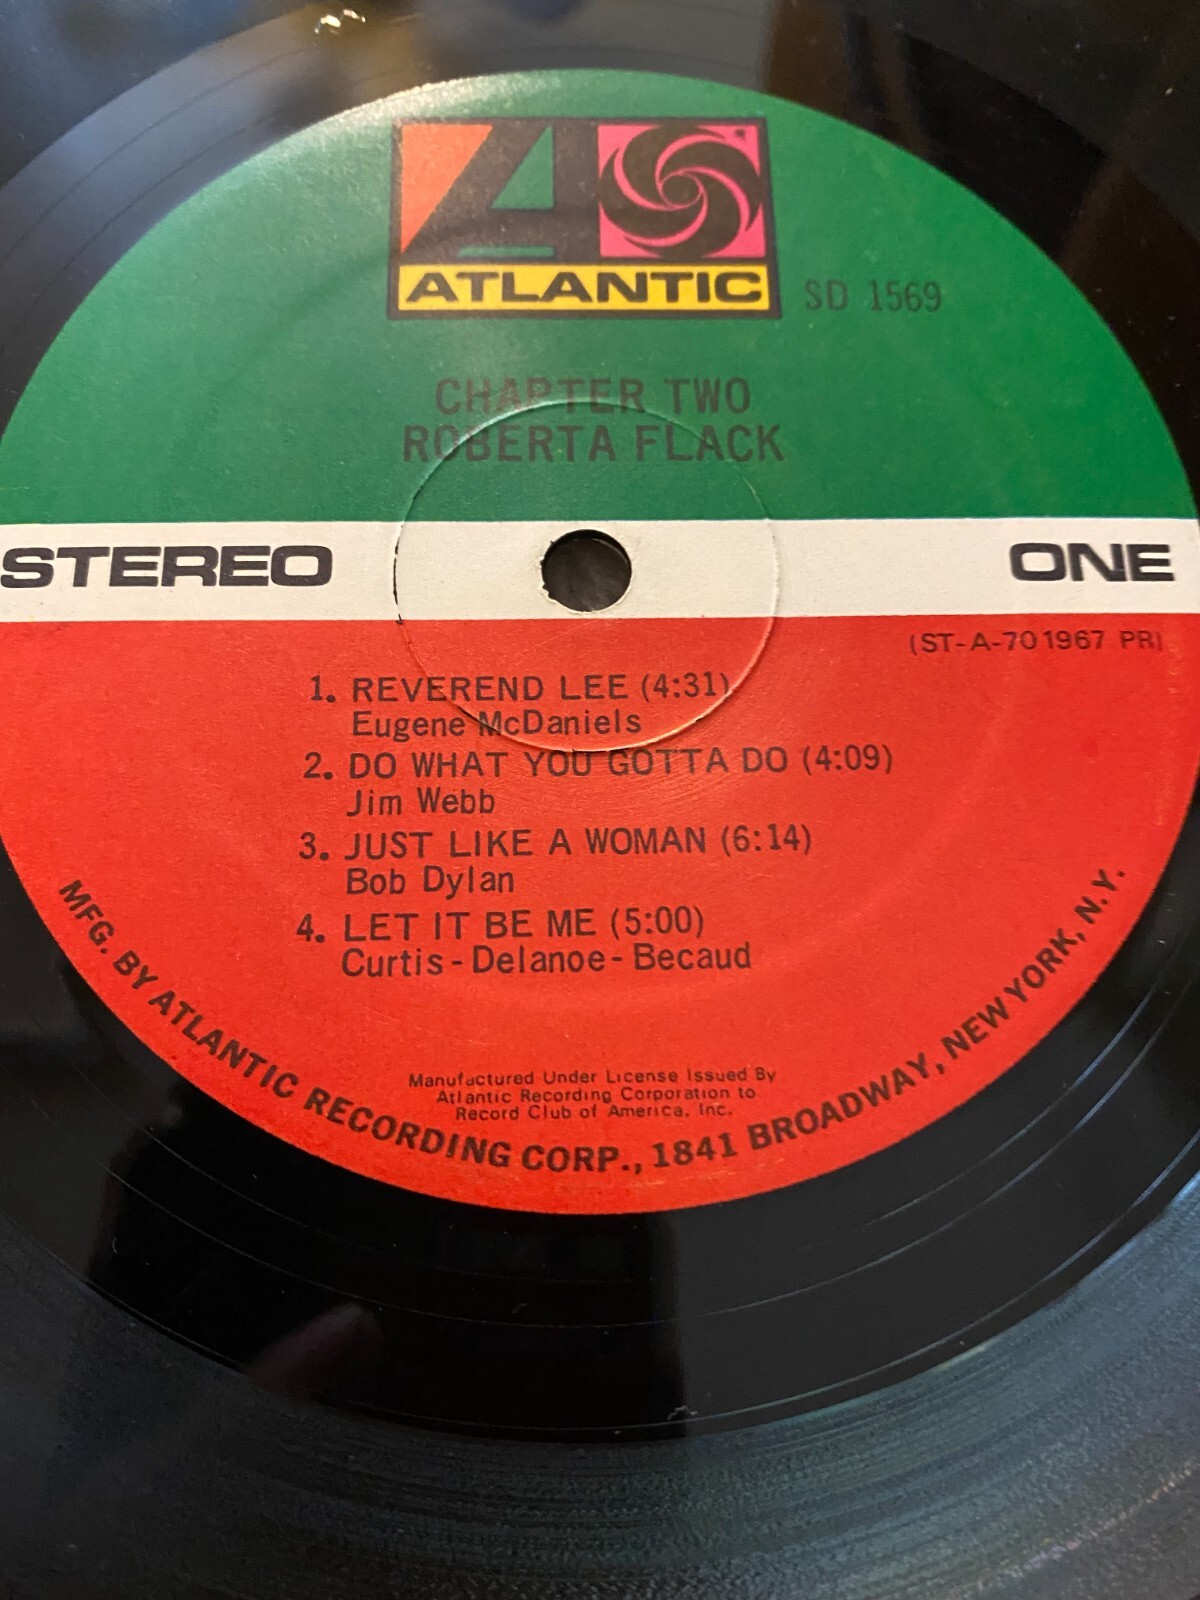 ATLANTIC
SD 1569
CHAPTER TWO
ROBERTA FLACK
STEREO
ONE
(ST-A-701967 PR)
1. REVEREND LEE (4:31)
Eugene McDaniels
2. DO WHAT YOU GOTTA DO (4:09)
Jim Webb
3. JUST LIKE A WOMAN (6:14)
Bob Dylan
4. LET IT BE ME (5:00)
Curtis-Delanoe-Becaud
Manufactured Under License Issued By
Atlantic Recording Corporation to
Record Club of America, Inc.
MFG. BY ATLANTIC RECORDING CORP., 1841 BROADWAY, NEW YORK, N.Y.